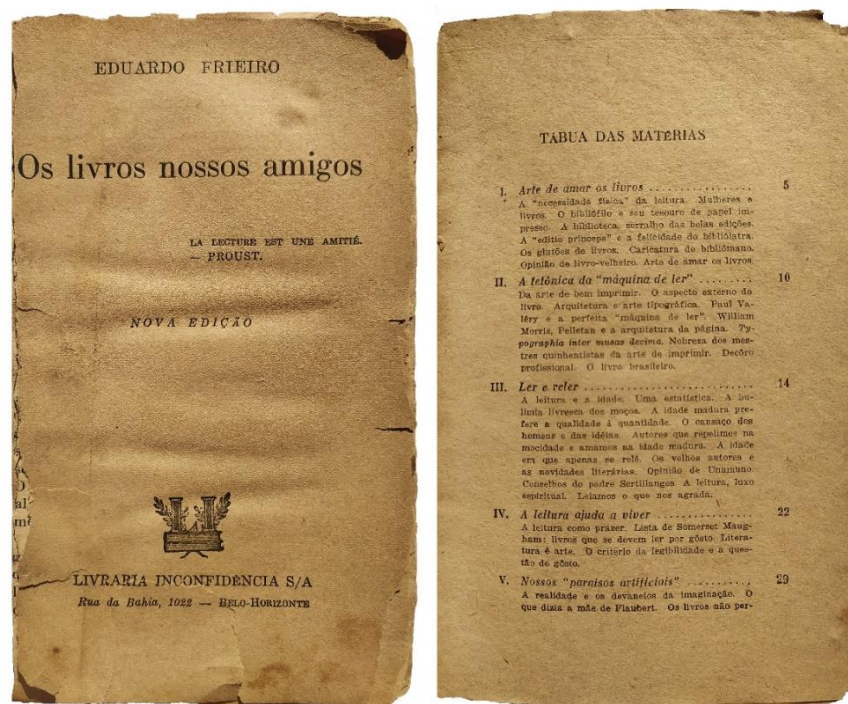 EDUARDO FRIEIRO
Os livros nossos amigos
LA LECTURE EST UNE AMITIÉ.
— PROUST.
NOVA EDIÇÃO
LIVRARIA INCONFIDÊNCIA S/A
Rua da Bahia, 1022 — BELO-HORIZONTE
TÁBUA DAS MATÉRIAS
I. Arte de amar os livros ................ 5
A "necessidade física" da leitura. Mulheres e
livros. O bibliófilo e seu tesouro de papel im-
presso. A biblioteca, serralho das belas edições.
A "editio princeps" e a felicidade do bibliólatra.
Os glutões de livros. Caricatura do bibliômano.
Opinião de livro-velheiro. Arte de amar os livros.
II. A tetônica da "máquina de ler" ......... 10
Da arte de bem imprimir. O aspecto externo do
livro. Arquitetura e arte tipográfica. Paul Va-
léry e a perfeita "máquina de ler". William
Morris, Pelletan e a arquitetura da página. Ty-
pographia inter musas decima. Nobreza dos mes-
tres quinhentistas da arte de imprimir. Decôro
profissional. O livro brasileiro.
III. Ler e reler .......................... 14
A leitura e a idade. Uma estatística. A bu-
limia livresca dos moços. A idade madura pre-
fere a qualidade à quantidade. O cansaço dos
homens e das idéias. Autores que repelimos na
mocidade e amamos na idade madura. A idade
em que apenas se relê. Os velhos autores e
as novidades literárias. Opinião de Unamuno.
Conselhos do padre Sertillanges. A leitura, luxo
espiritual. Leiamos o que nos agrada.
IV. A leitura ajuda a viver ............... 22
A leitura como prazer. Lista de Somerset Maug-
ham: livros que se devem ler por gôsto. Litera-
tura é arte. O critério da legibilidade e a ques-
tão de gôsto.
V. Nossos "paraísos artificiais" ........... 29
A realidade e os devaneios da imaginação. O
que dizia a mãe de Flaubert. Os livros não per-